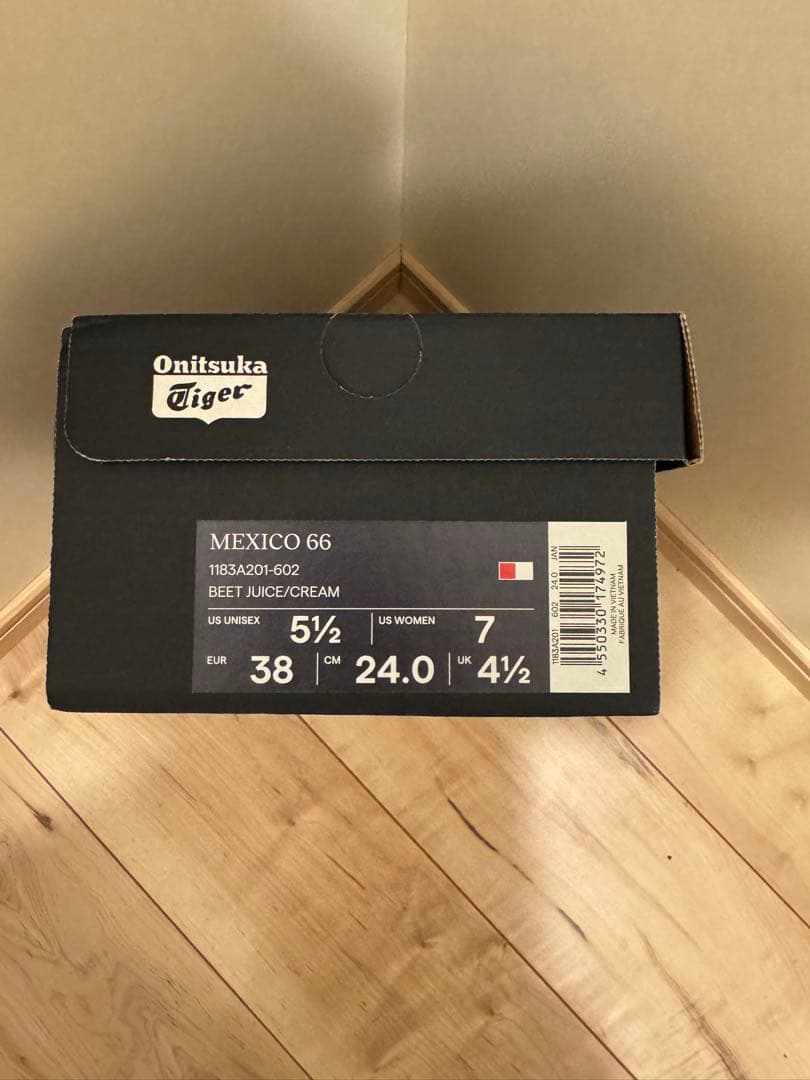 Onitsuka
Tiger
MEXICO 66
1183A201-602
BEET JUICE/CREAM
US UNISEX 5½ US WOMEN 7
EUR 38 CM 24.0 UK 4½
1183A201 602 24.0 JAN
4 550330 174972
MADE IN VIETNAM
FABRIQUE AU VIETNAM